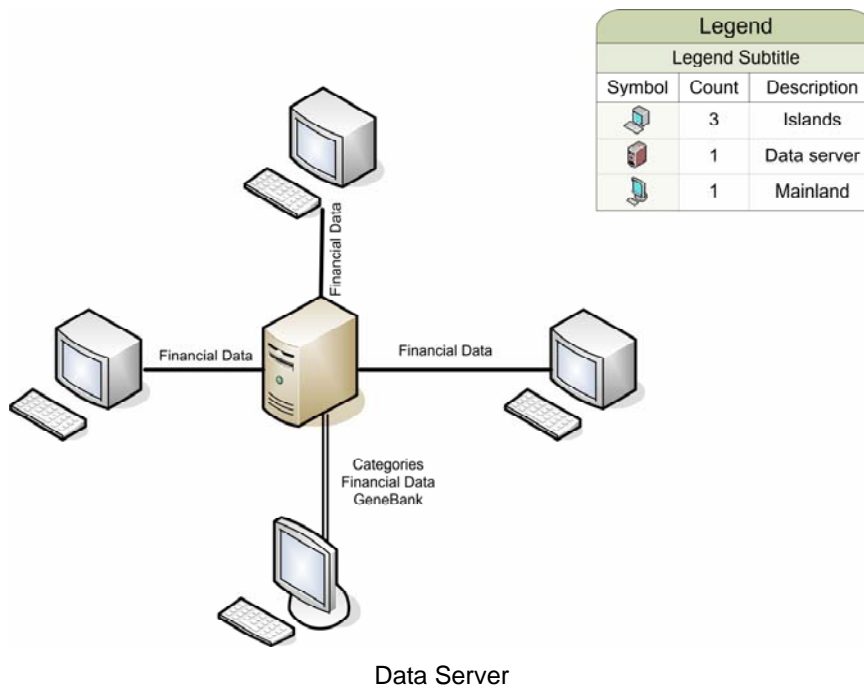 Legend
Legend Subtitle
Symbol Count Description
3 Islands
1 Data server
1 Mainland
Financial Data
Financial Data
Financial Data
Categories
Financial Data
GeneBank
Data Server